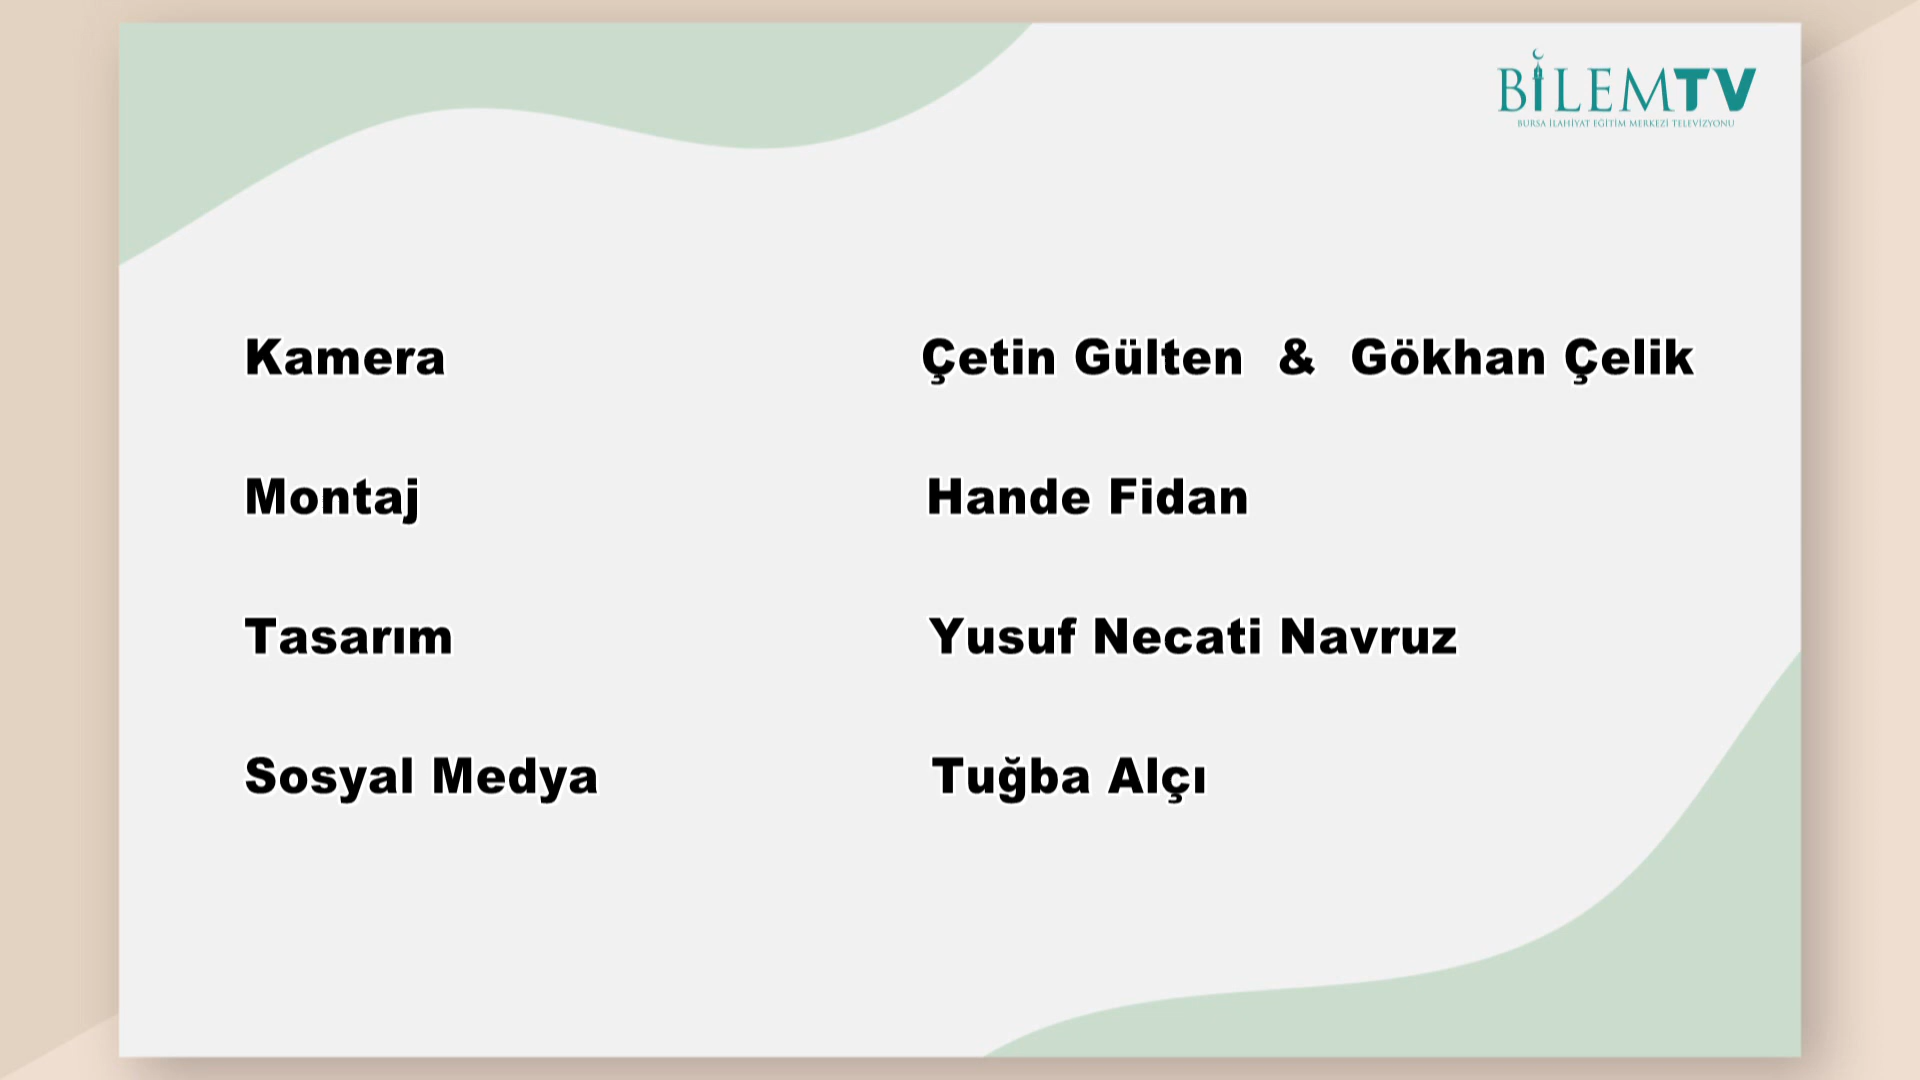 BİLEMTV
BURSA İLAHİYAT EĞİTİM MERKEZİ TELEVİZYONU
Kamera Çetin Gülten & Gökhan Çelik
Montaj Hande Fidan
Tasarım Yusuf Necati Navruz
Sosyal Medya Tuğba Alçı